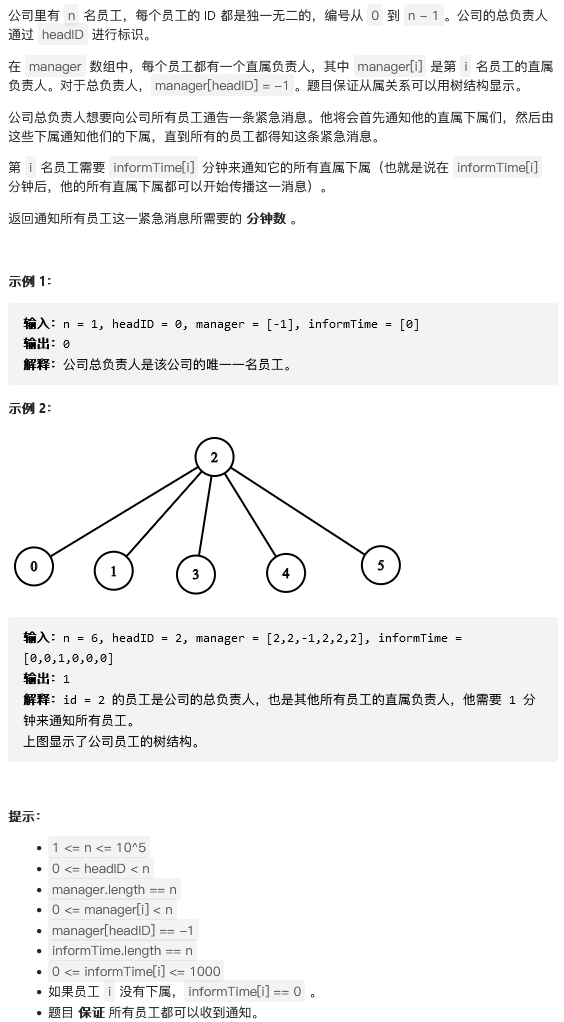 公司里有 n 名员工，每个员工的 ID 都是独一无二的，编号从 0 到 n − 1 。公司的总负责人
通过 headID 进行标识。
在 manager 数组中，每个员工都有一个直属负责人，其中 manager[i] 是第 i 名员工的直属
负责人。对于总负责人，manager[headID] = −1 。题目保证从属关系可以用树结构显示。
公司总负责人想要向公司所有员工通告一条紧急消息。他将会首先通知他的直属下属们，然后由
这些下属通知他们的下属，直到所有的员工都得知这条紧急消息。
第 i 名员工需要 informTime[i] 分钟来通知它的所有直属下属（也就是说在 informTime[i]
分钟后，他的所有直属下属都可以开始传播这一消息）。
返回通知所有员工这一紧急消息所需要的 分钟数 。
示例 1：
输入：n = 1, headID = 0, manager = [-1], informTime = [0]
输出：0
解释：公司总负责人是该公司的唯一一名员工。
示例 2：
2
0 1 3 4 5
输入：n = 6, headID = 2, manager = [2,2,-1,2,2,2], informTime =
[0,0,1,0,0,0]
输出：1
解释：id = 2 的员工是公司的总负责人，也是其他所有员工的直属负责人，他需要 1 分
钟来通知所有员工。
上图显示了公司员工的树结构。
提示：
1 <= n <= 10^5
0 <= headID < n
manager.length == n
0 <= manager[i] < n
manager[headID] == −1
informTime.length == n
0 <= informTime[i] <= 1000
如果员工 i 没有下属，informTime[i] == 0 。
题目 保证 所有员工都可以收到通知。